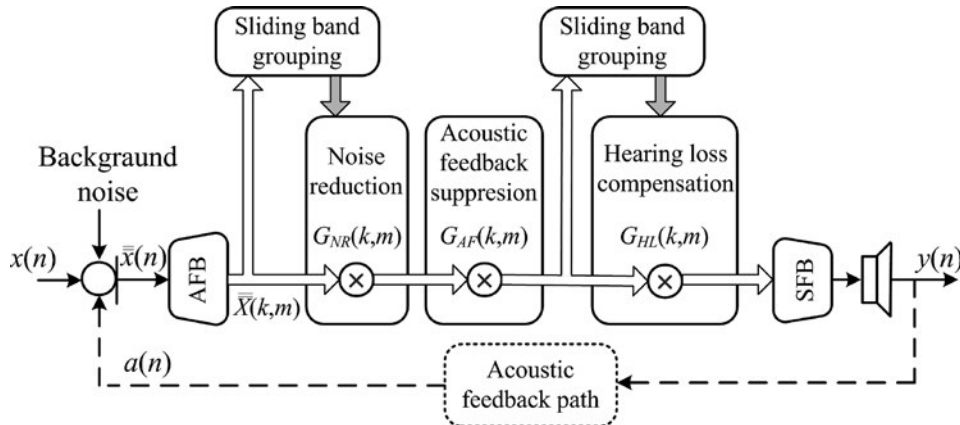 Sliding band
grouping
Sliding band
grouping
Background
noise
Noise
reduction
Acoustic
feedback
suppresion
Hearing loss
compensation
G_NR(k,m)
G_AF(k,m)
G_HL(k,m)
x(n)
x̿(n)
AFB
X̿(k,m)
SFB
y(n)
a(n)
Acoustic
feedback path